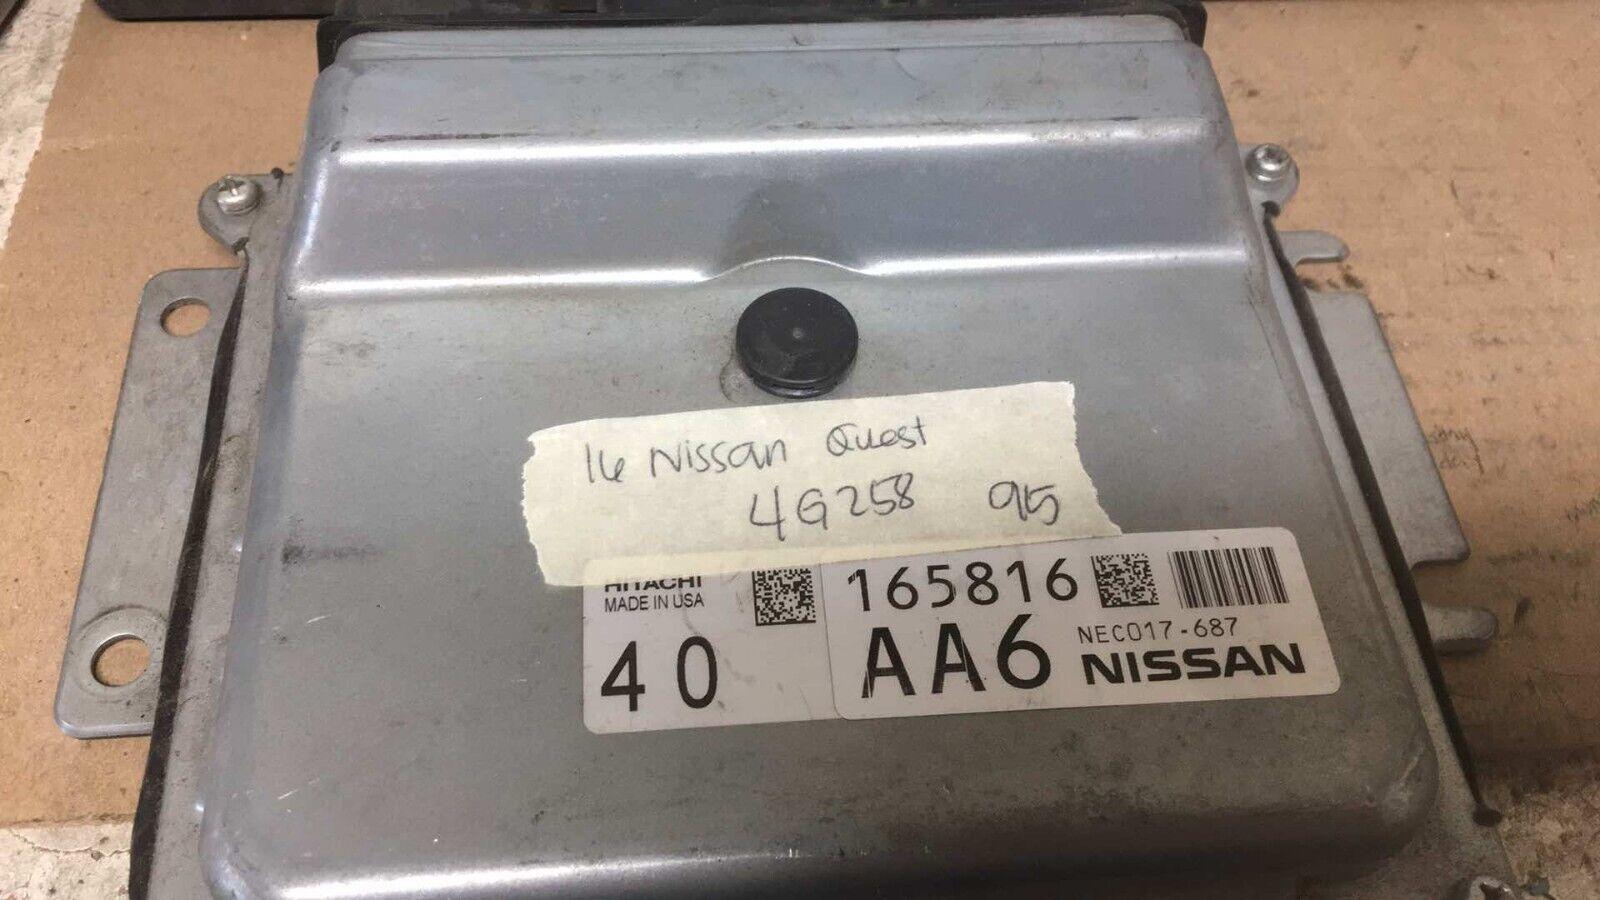 16 Nissan Quest
4G258 95
HITACHI
MADE IN USA
40
165816
AA6
NEC017-687
NISSAN